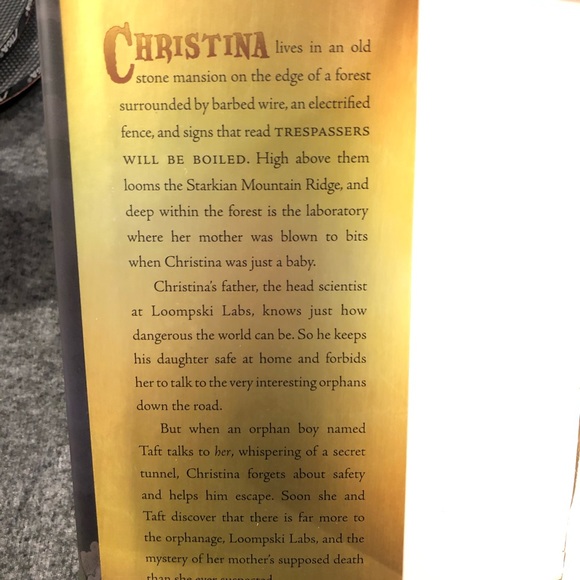 CHRISTINA lives in an old
stone mansion on the edge of a forest
surrounded by barbed wire, an electrified
fence, and signs that read TRESPASSERS
WILL BE BOILED. High above them
looms the Starkian Mountain Ridge, and
deep within the forest is the laboratory
where her mother was blown to bits
when Christina was just a baby.
Christina's father, the head scientist
at Loompski Labs, knows just how
dangerous the world can be. So he keeps
his daughter safe at home and forbids
her to talk to the very interesting orphans
down the road.
But when an orphan boy named
Taft talks to her, whispering of a secret
tunnel, Christina forgets about safety
and helps him escape. Soon she and
Taft discover that there is far more to
the orphanage, Loompski Labs, and the
mystery of her mother's supposed death
than she ever suspected